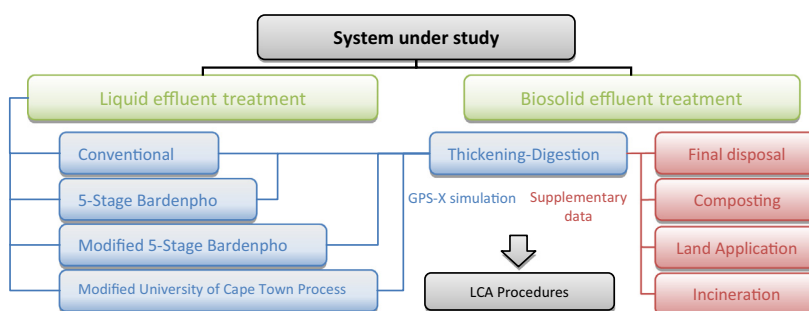 System under study
Liquid effluent treatment
Biosolid effluent treatment
Conventional
Thickening-Digestion
Final disposal
5-Stage Bardenpho
GPS-X simulation
Supplementary
data
Composting
Modified 5-Stage Bardenpho
Land Application
Modified University of Cape Town Process
LCA Procedures
Incineration